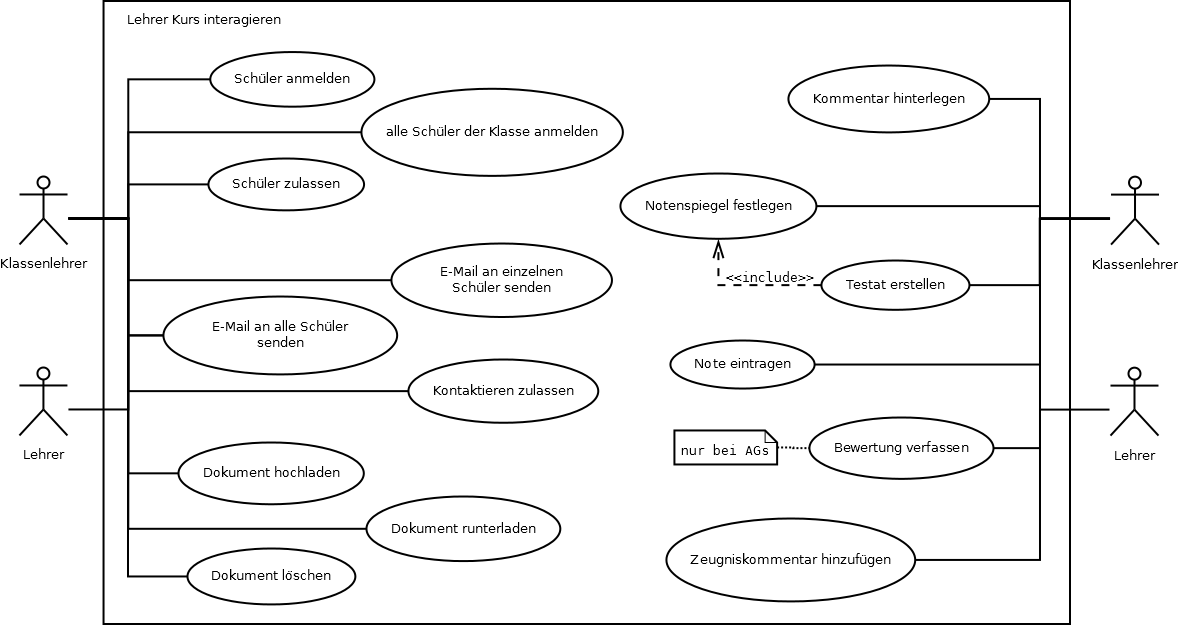 Lehrer Kurs interagieren
Schüler anmelden
alle Schüler der Klasse anmelden
Schüler zulassen
Klassenlehrer
E-Mail an einzelnen
Schüler senden
E-Mail an alle Schüler
senden
Kontaktieren zulassen
Lehrer
Dokument hochladen
Dokument runterladen
Dokument löschen
Kommentar hinterlegen
Notenspiegel festlegen
Klassenlehrer
<<include>>
Testat erstellen
Note eintragen
nur bei AGs
Bewertung verfassen
Lehrer
Zeugniskommentar hinzufügen